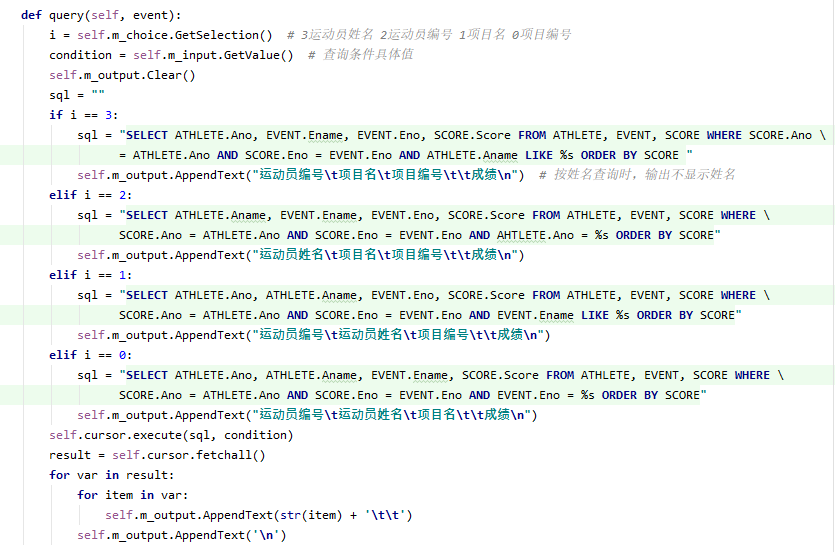 def query(self, event):
    i = self.m_choice.GetSelection()  # 3运动员姓名 2运动员编号 1项目名 0项目编号
    condition = self.m_input.GetValue()  # 查询条件具体值
    self.m_output.Clear()
    sql = ""
    if i == 3:
        sql = "SELECT ATHLETE.Ano, EVENT.Ename, EVENT.Eno, SCORE.Score FROM ATHLETE, EVENT, SCORE WHERE SCORE.Ano \
              = ATHLETE.Ano AND SCORE.Eno = EVENT.Eno AND ATHLETE.Aname LIKE %s ORDER BY SCORE "
        self.m_output.AppendText("运动员编号\t项目名\t项目编号\t\t成绩\n")  # 按姓名查询时，输出不显示姓名
    elif i == 2:
        sql = "SELECT ATHLETE.Aname, EVENT.Ename, EVENT.Eno, SCORE.Score FROM ATHLETE, EVENT, SCORE WHERE \
              SCORE.Ano = ATHLETE.Ano AND SCORE.Eno = EVENT.Eno AND AHTLETE.Ano = %s ORDER BY SCORE"
        self.m_output.AppendText("运动员姓名\t项目名\t项目编号\t\t成绩\n")
    elif i == 1:
        sql = "SELECT ATHLETE.Ano, ATHLETE.Aname, EVENT.Eno, SCORE.Score FROM ATHLETE, EVENT, SCORE WHERE \
              SCORE.Ano = ATHLETE.Ano AND SCORE.Eno = EVENT.Eno AND EVENT.Ename LIKE %s ORDER BY SCORE"
        self.m_output.AppendText("运动员编号\t运动员姓名\t项目编号\t\t成绩\n")
    elif i == 0:
        sql = "SELECT ATHLETE.Ano, ATHLETE.Aname, EVENT.Ename, SCORE.Score FROM ATHLETE, EVENT, SCORE WHERE \
              SCORE.Ano = ATHLETE.Ano AND SCORE.Eno = EVENT.Eno AND EVENT.Eno = %s ORDER BY SCORE"
        self.m_output.AppendText("运动员编号\t运动员姓名\t项目名\t\t成绩\n")
    self.cursor.execute(sql, condition)
    result = self.cursor.fetchall()
    for var in result:
        for item in var:
            self.m_output.AppendText(str(item) + '\t\t')
        self.m_output.AppendText('\n')